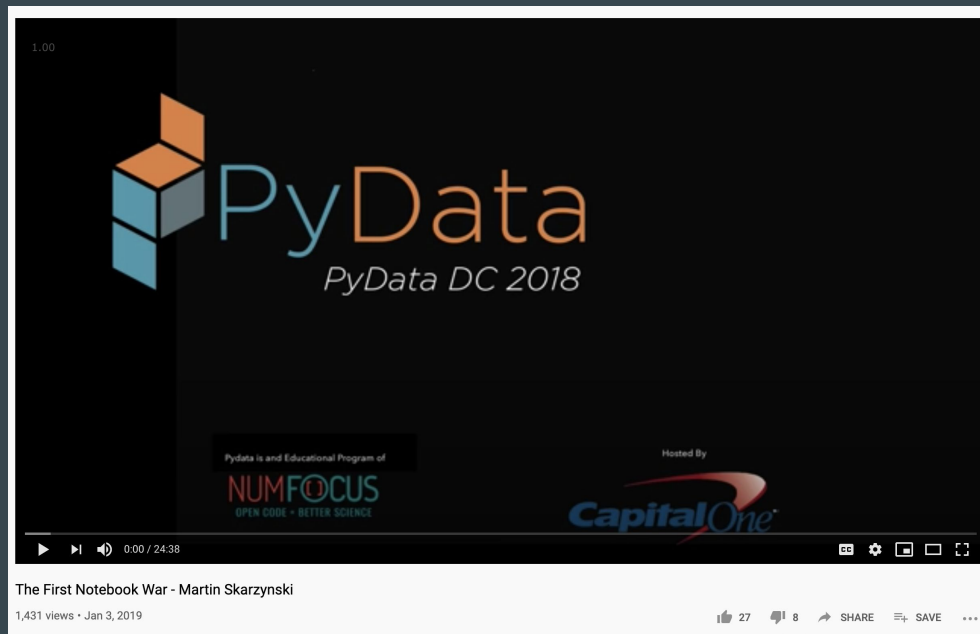 1.00
PyData
PyData DC 2018
Pydata is and Educational Program of
Hosted By
NUMFOCUS
OPEN CODE = BETTER SCIENCE
CapitalOne
0:00 / 24:38
CC
The First Notebook War - Martin Skarzynski
1,431 views • Jan 3, 2019
27 8 SHARE SAVE